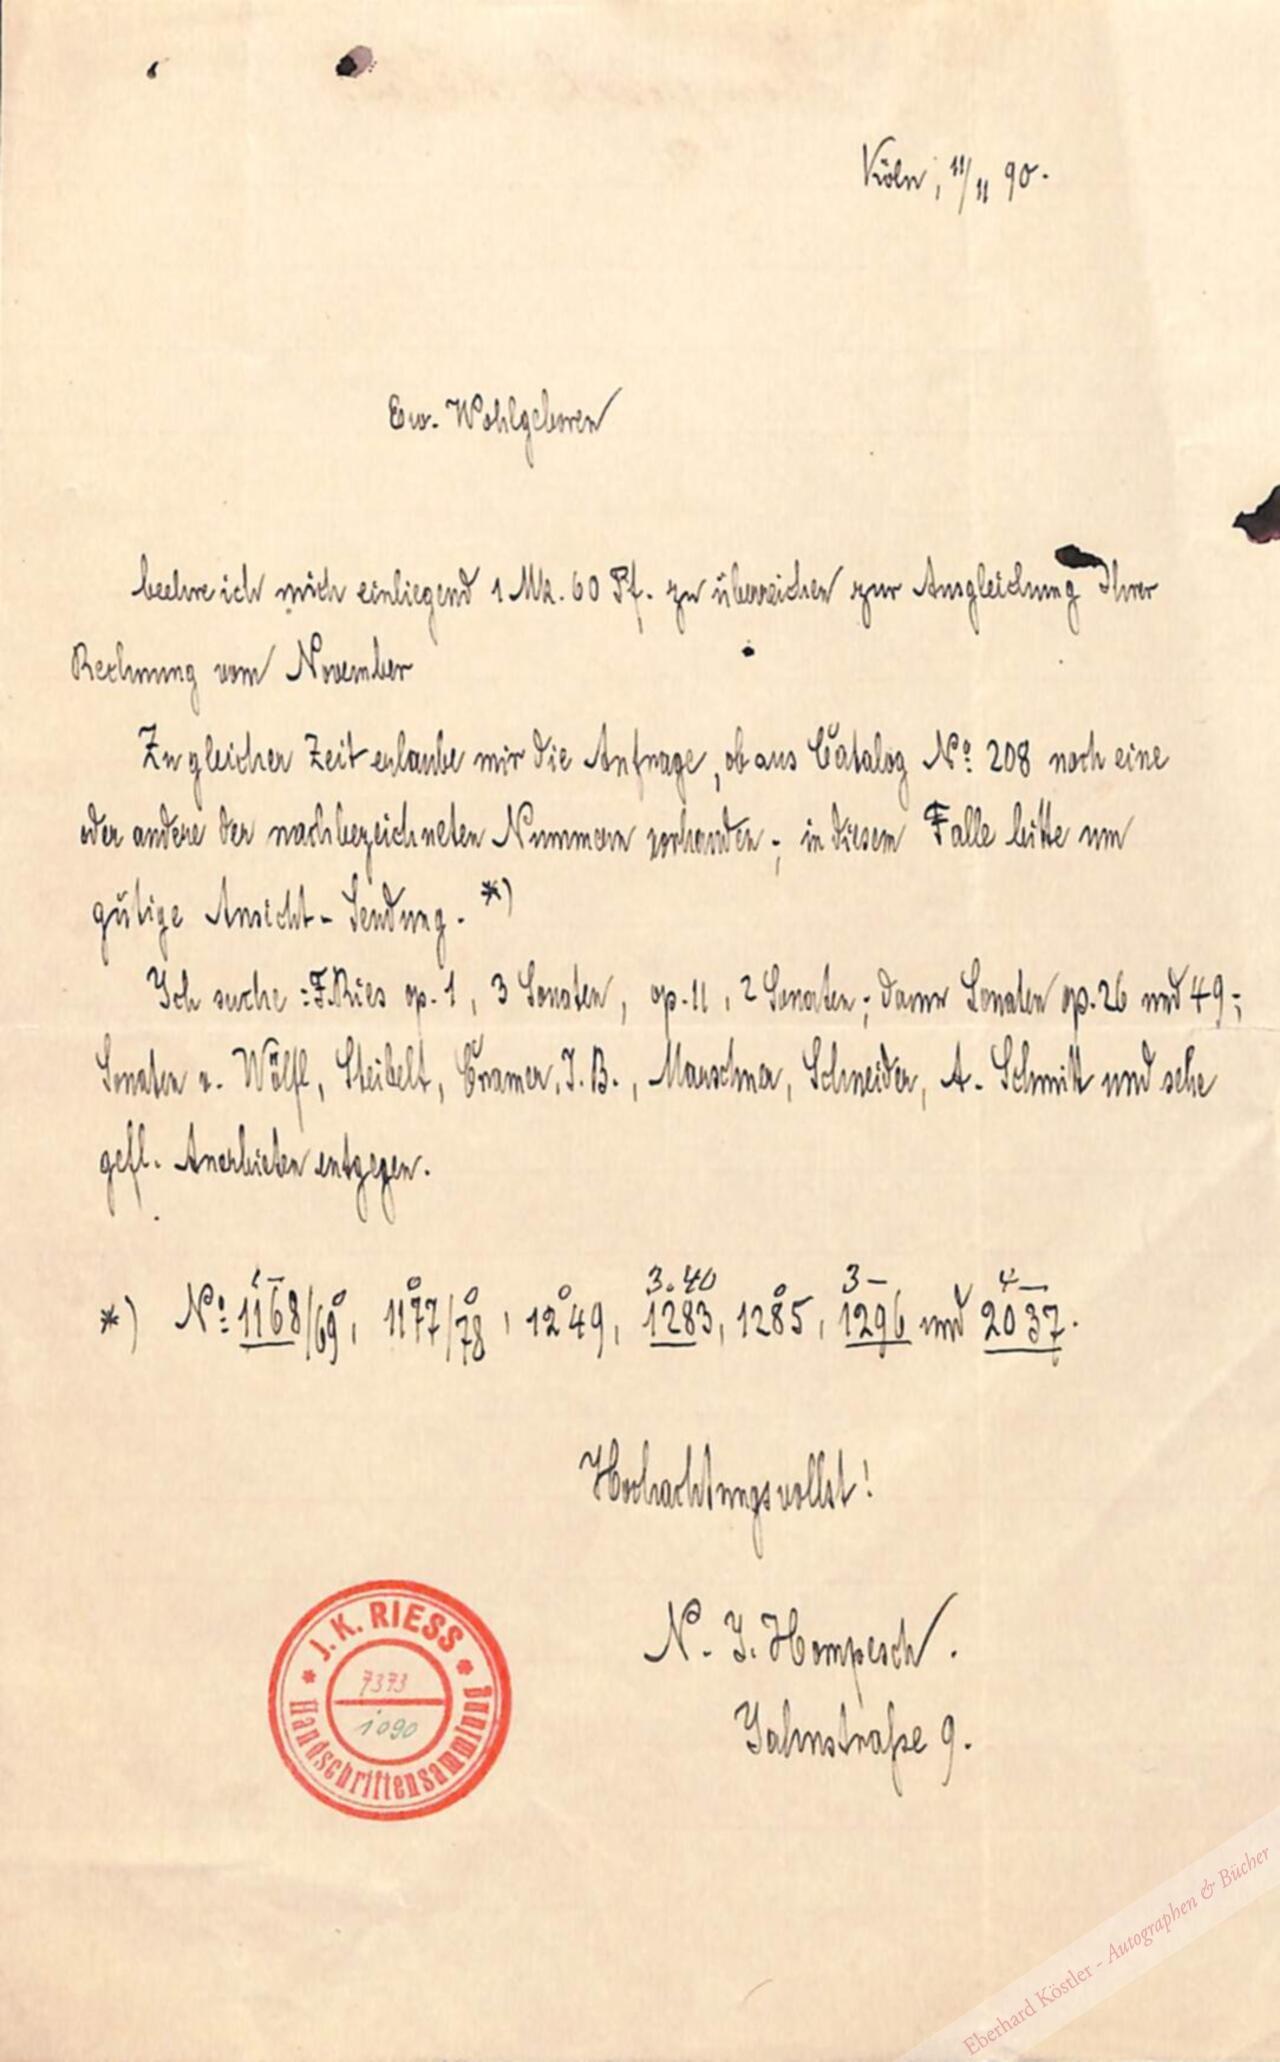 Köln, 11/11 90.
Ew. Wohlgeboren
beehre ich mich einliegend 1 Mk. 60 Pf. zu überreichen zur Ausgleichung Ihrer
Rechnung vom November
Zu gleicher Zeit erlaube mir die Anfrage, ob aus Catalog No: 208 noch eine
oder andere der nachbezeichneten Nummern vorhanden; in diesem Falle bitte um
gütige Ansicht-Sendung. *)
Ich suche: F. Ries op. 1, 3 Sonaten, op. 11, 2 Sonaten; dann Sonaten op. 26 und 49;
Sonaten v. Wölfl, Steibelt, Cramer, J. B., Marschner, Schneider, A. Schmitt und sehe
gefl. Anerbieten entgegen.
3.40 3– 4–
*) No: 1168/69, 1177/78, 1249, 1283, 1285, 1296 und 2037.
Hochachtungsvollst!
N. J. Hompesch.
Jahnstraße 9.
J. K. RIESS
7373
1090
Handschriftensammlung
Eberhard Köstler - Autographen & Bücher